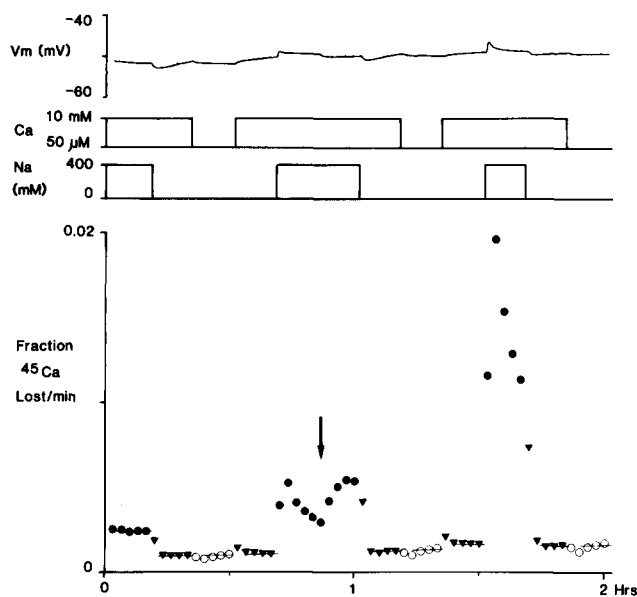 -40
Vm (mV)
-60
Ca 10 mM
50 µM
Na 400
(mM) 0
0.02
Fraction
45Ca
Lost/min
0
0 1 2 Hrs